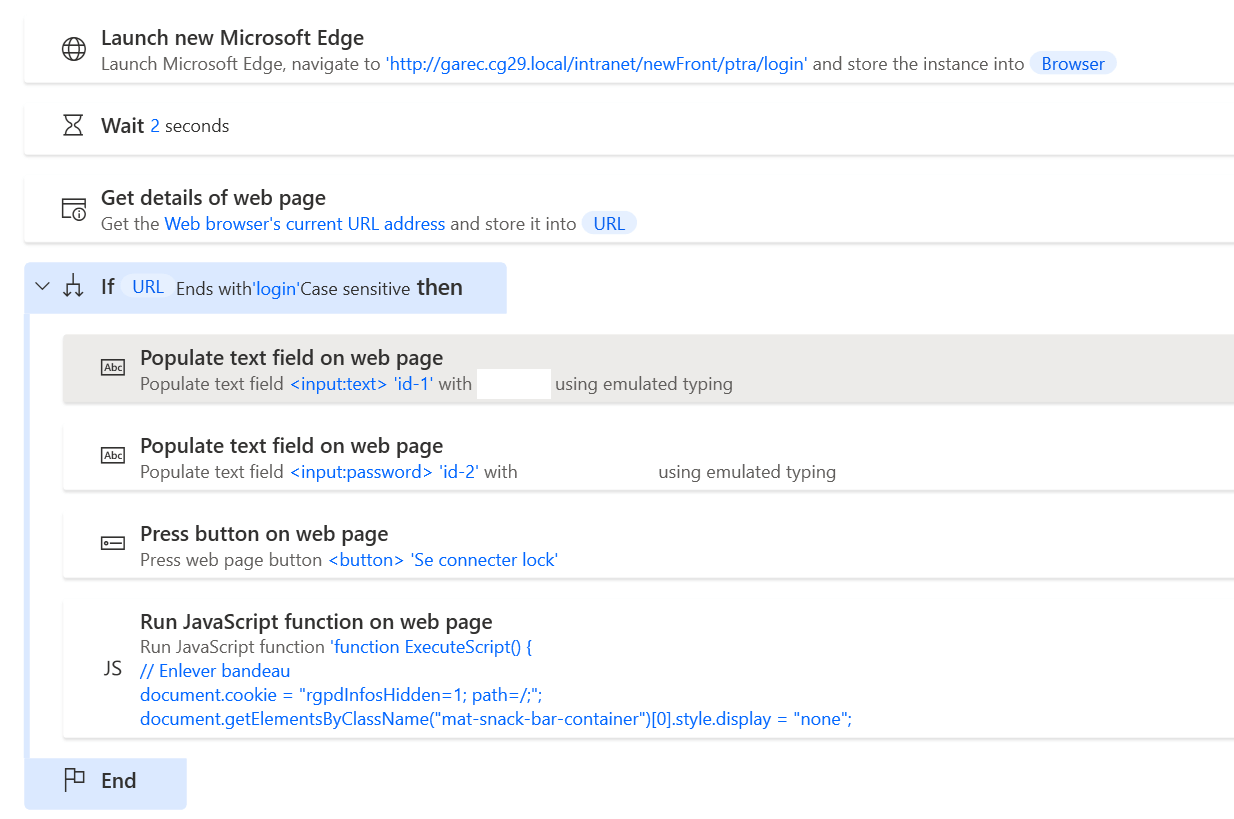 Launch new Microsoft Edge
Launch Microsoft Edge, navigate to 'http://garec.cg29.local/intranet/newFront/ptra/login' and store the instance into Browser
Wait 2 seconds
Get details of web page
Get the Web browser's current URL address and store it into URL
If URL Ends with'login'Case sensitive then
Populate text field on web page
Abc
Populate text field <input:text> 'id-1' with using emulated typing
Populate text field on web page
Abc
Populate text field <input:password> 'id-2' with using emulated typing
Press button on web page
Press web page button <button> 'Se connecter lock'
Run JavaScript function on web page
Run JavaScript function 'function ExecuteScript() {
JS
// Enlever bandeau
document.cookie = "rgpdInfosHidden=1; path=/;";
document.getElementsByClassName("mat-snack-bar-container")[0].style.display = "none";
End